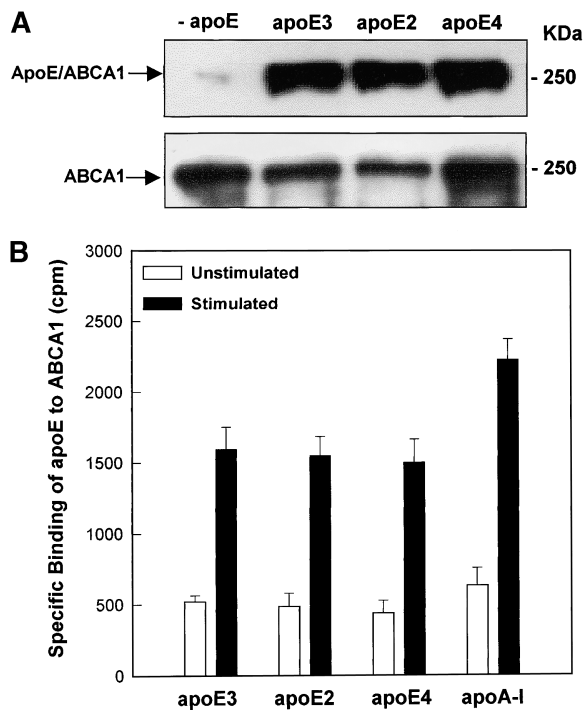 A
- apoE apoE3 apoE2 apoE4 KDa
ApoE/ABCA1 - 250
ABCA1 - 250
B
Specific Binding of apoE to ABCA1 (cpm)
3000
2500
2000
1500
1000
500
0
Unstimulated
Stimulated
apoE3 apoE2 apoE4 apoA-I